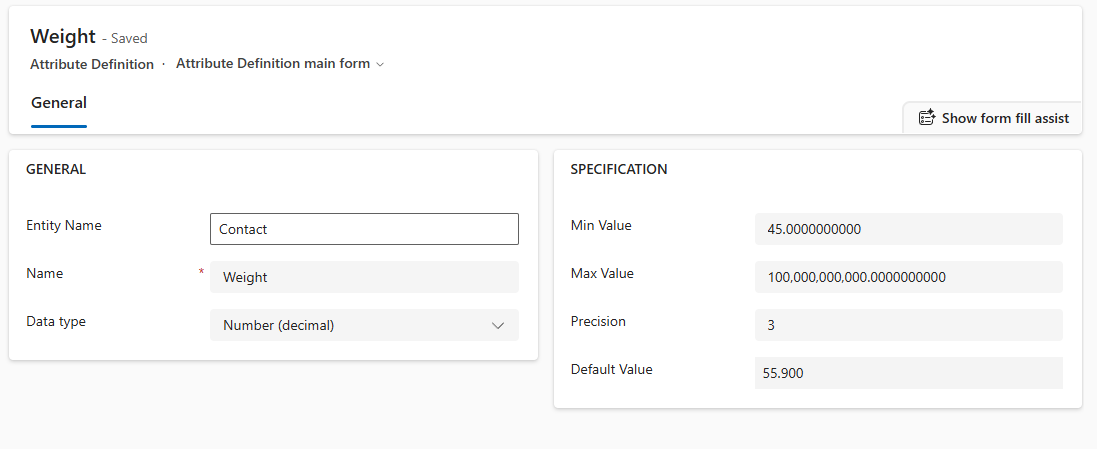 Weight - Saved
Attribute Definition · Attribute Definition main form
General
Show form fill assist
GENERAL
Entity Name
Contact
Name *
Weight
Data type
Number (decimal)
SPECIFICATION
Min Value
45.0000000000
Max Value
100,000,000,000.0000000000
Precision
3
Default Value
55.900